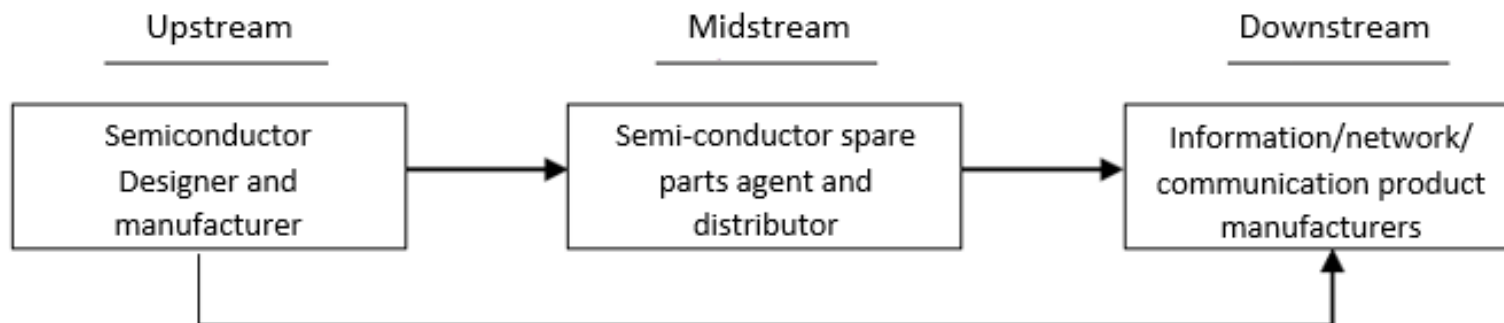 Upstream
Midstream
Downstream
Semiconductor
Designer and
manufacturer
Semi-conductor spare
parts agent and
distributor
Information/network/
communication product
manufacturers